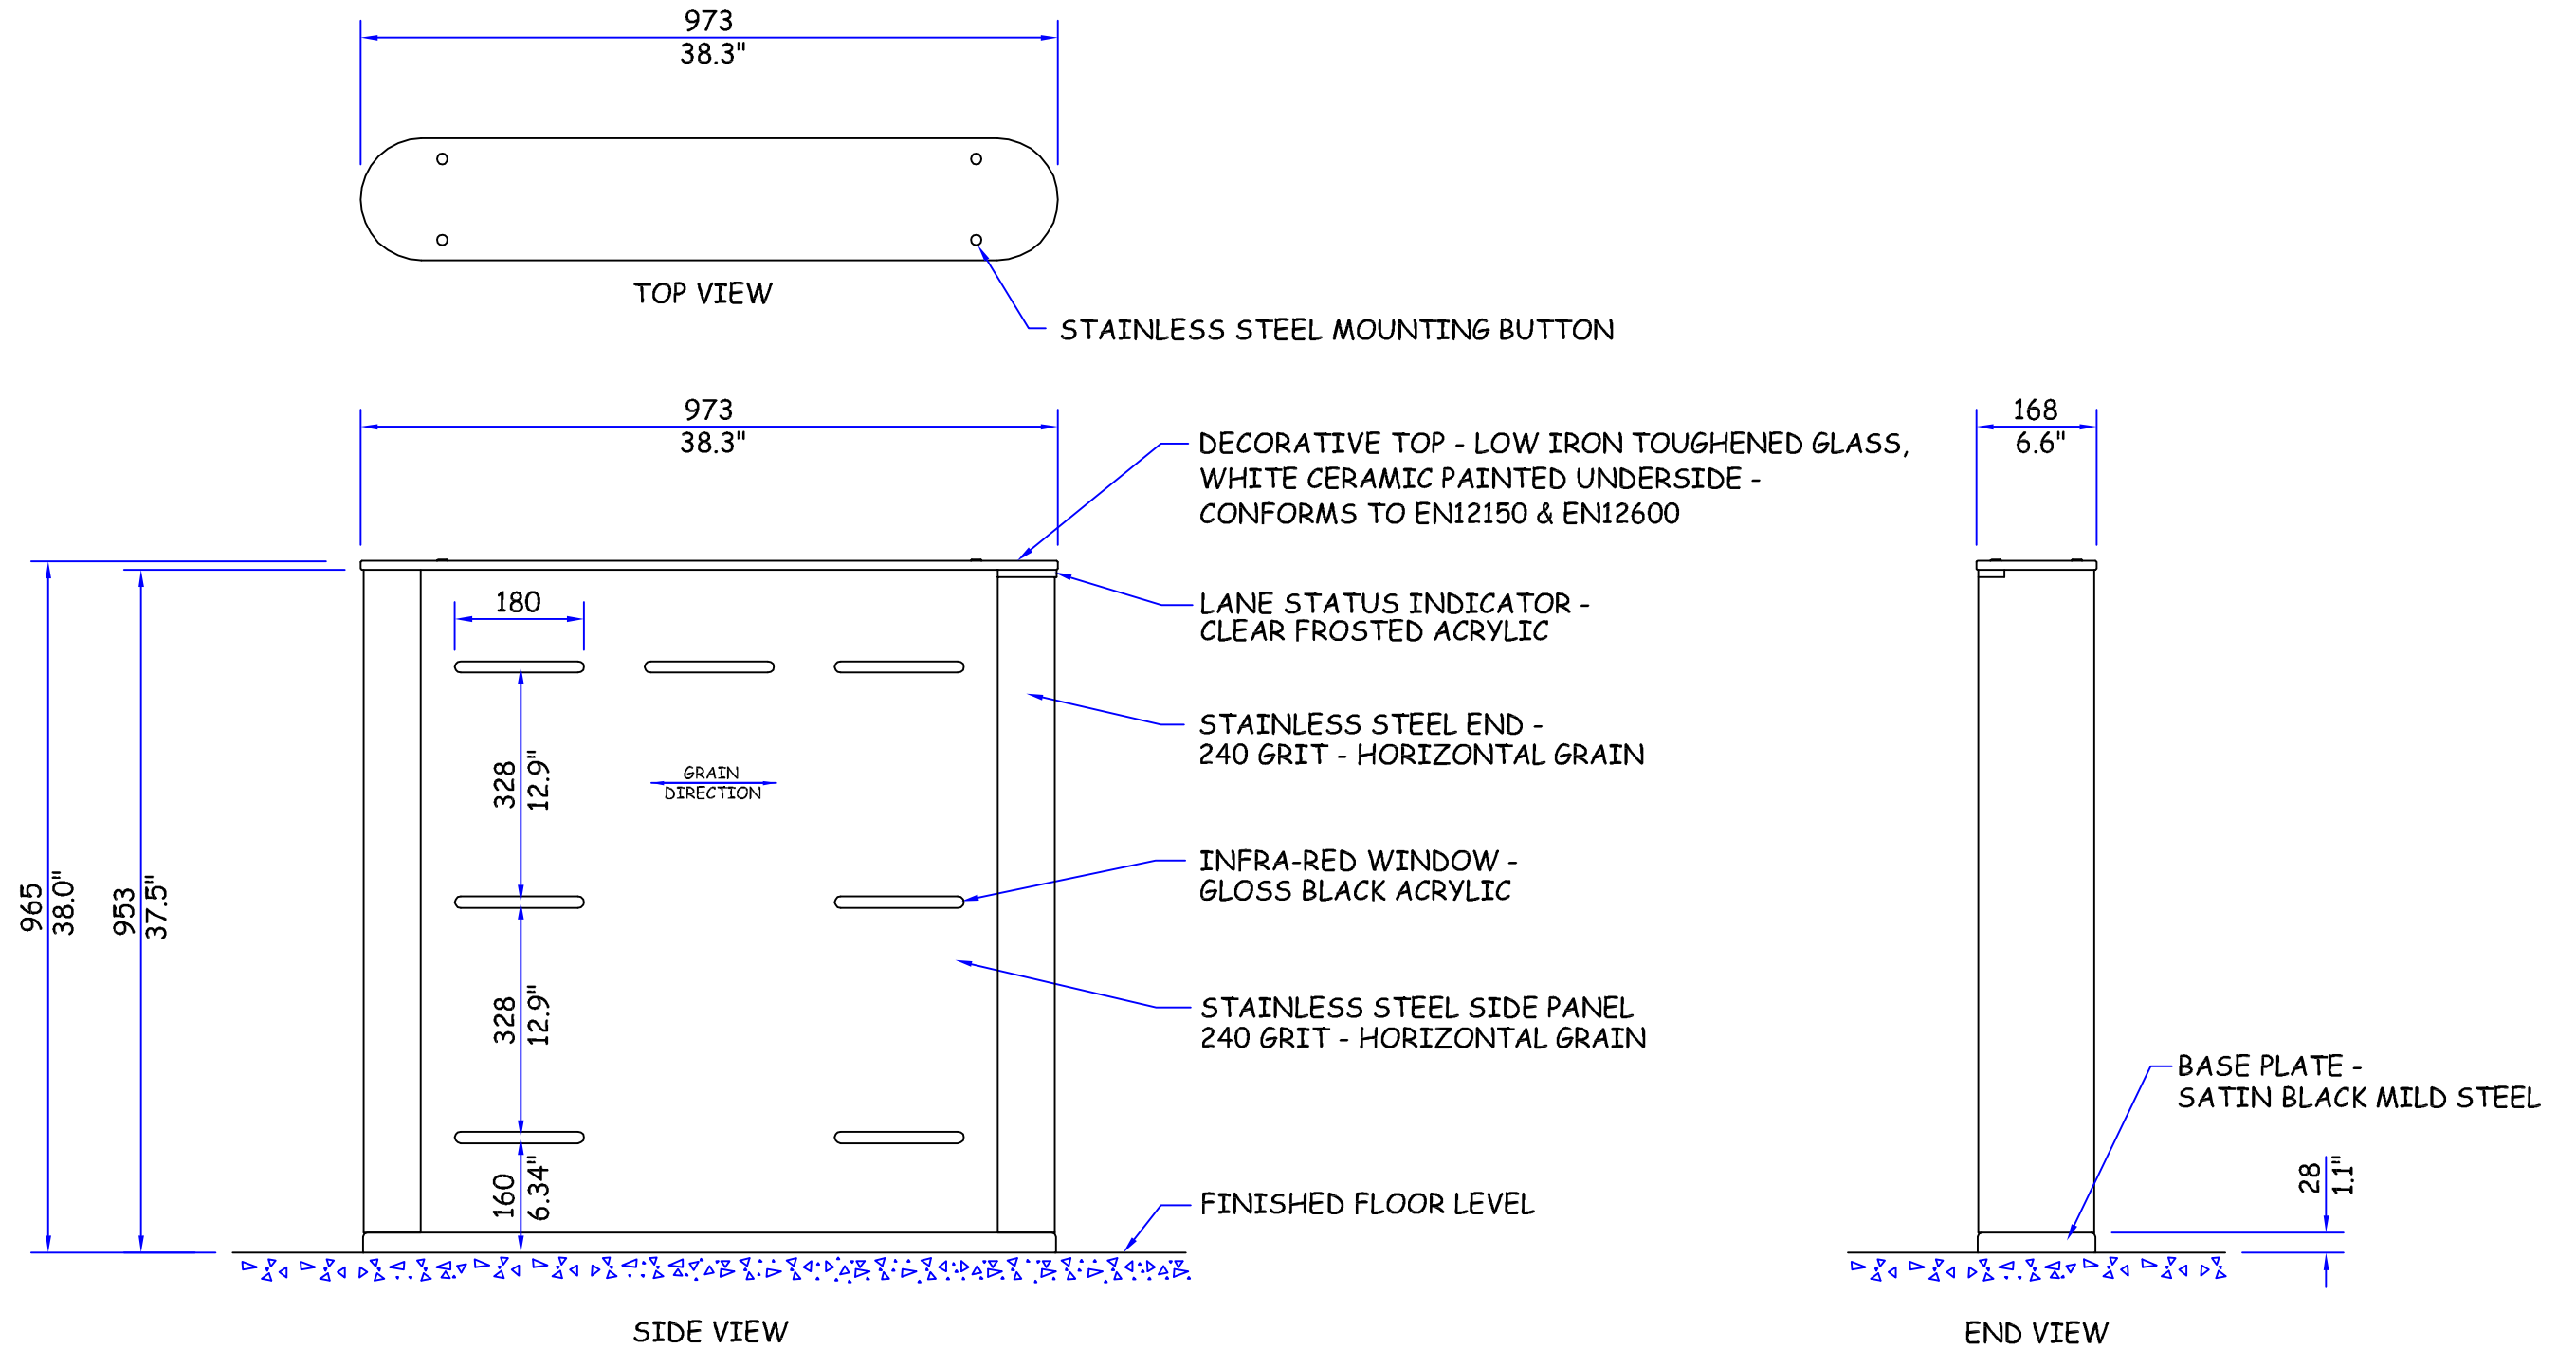 973
38.3"
TOP VIEW
STAINLESS STEEL MOUNTING BUTTON
973
38.3"
168
6.6"
DECORATIVE TOP - LOW IRON TOUGHENED GLASS,
WHITE CERAMIC PAINTED UNDERSIDE -
CONFORMS TO EN12150 & EN12600
180
LANE STATUS INDICATOR -
CLEAR FROSTED ACRYLIC
STAINLESS STEEL END -
240 GRIT - HORIZONTAL GRAIN
328
12.9"
GRAIN
DIRECTION
INFRA-RED WINDOW -
GLOSS BLACK ACRYLIC
965
38.0"
953
37.5"
328
12.9"
STAINLESS STEEL SIDE PANEL
240 GRIT - HORIZONTAL GRAIN
BASE PLATE -
SATIN BLACK MILD STEEL
160
6.34"
28
1.1"
FINISHED FLOOR LEVEL
SIDE VIEW
END VIEW